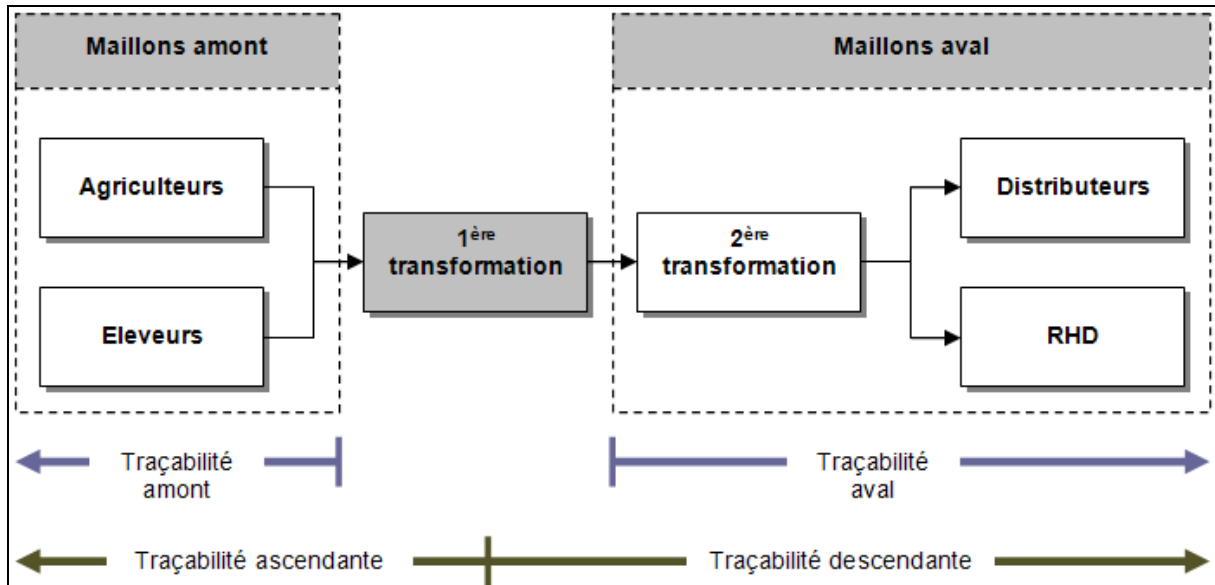 Maillons amont
Maillons aval
Agriculteurs
Distributeurs
1ère
transformation
2ère
transformation
Eleveurs
RHD
Traçabilité
amont
Traçabilité
aval
Traçabilité ascendante
Traçabilité descendante